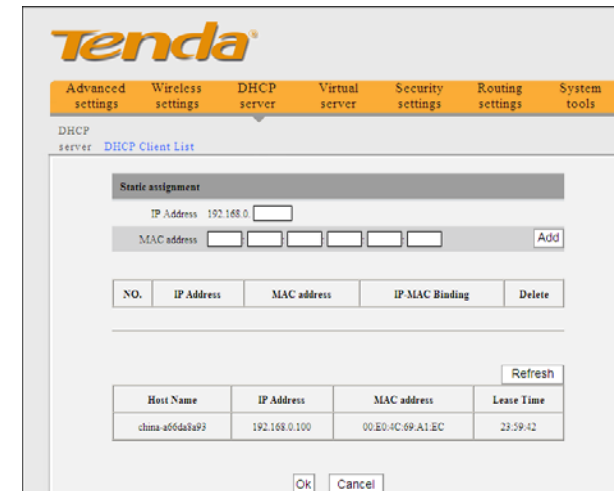 Tenda
Advanced settings Wireless settings DHCP server Virtual server Security settings Routing settings System tools
DHCP server DHCP Client List
Static assignment
IP Address 192.168.0.
MAC address : : : : : Add
NO. IP Address MAC address IP-MAC Binding Delete
Refresh
Host Name IP Address MAC address Lease Time
china-a66da8a93 192.168.0.100 00:E0:4C:69:A1:EC 23:59:42
Ok Cancel